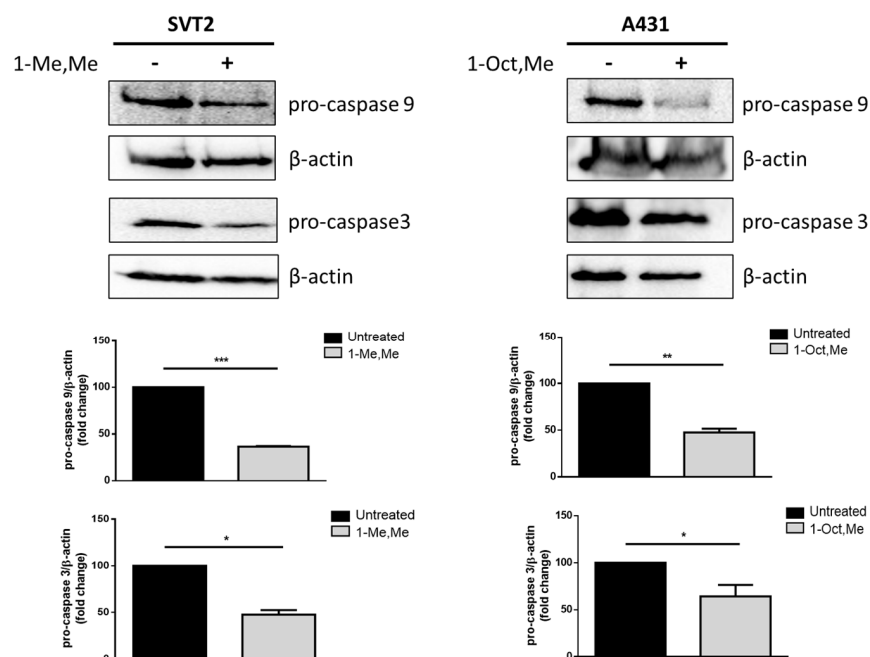 SVT2
1-Me,Me - +
pro-caspase 9
β-actin
pro-caspase3
β-actin
150
100
50
0
pro-caspase 9/β-actin
(fold change)
***
Untreated
1-Me,Me
150
100
50
0
pro-caspase 3/β-actin
(fold change)
*
Untreated
1-Me,Me
A431
1-Oct,Me - +
pro-caspase 9
β-actin
pro-caspase 3
β-actin
150
100
50
0
pro-caspase 9/β-actin
(fold change)
**
Untreated
1-Oct,Me
150
100
50
0
pro-caspase 3/β-actin
(fold change)
*
Untreated
1-Oct,Me